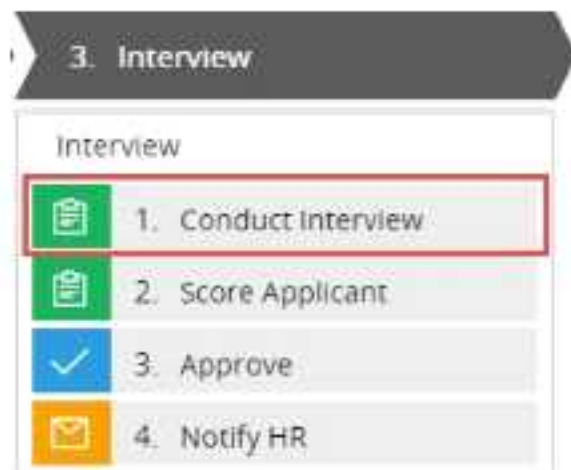 3. Interview
Interview
1. Conduct Interview
2. Score Applicant
3. Approve
4. Notify HR